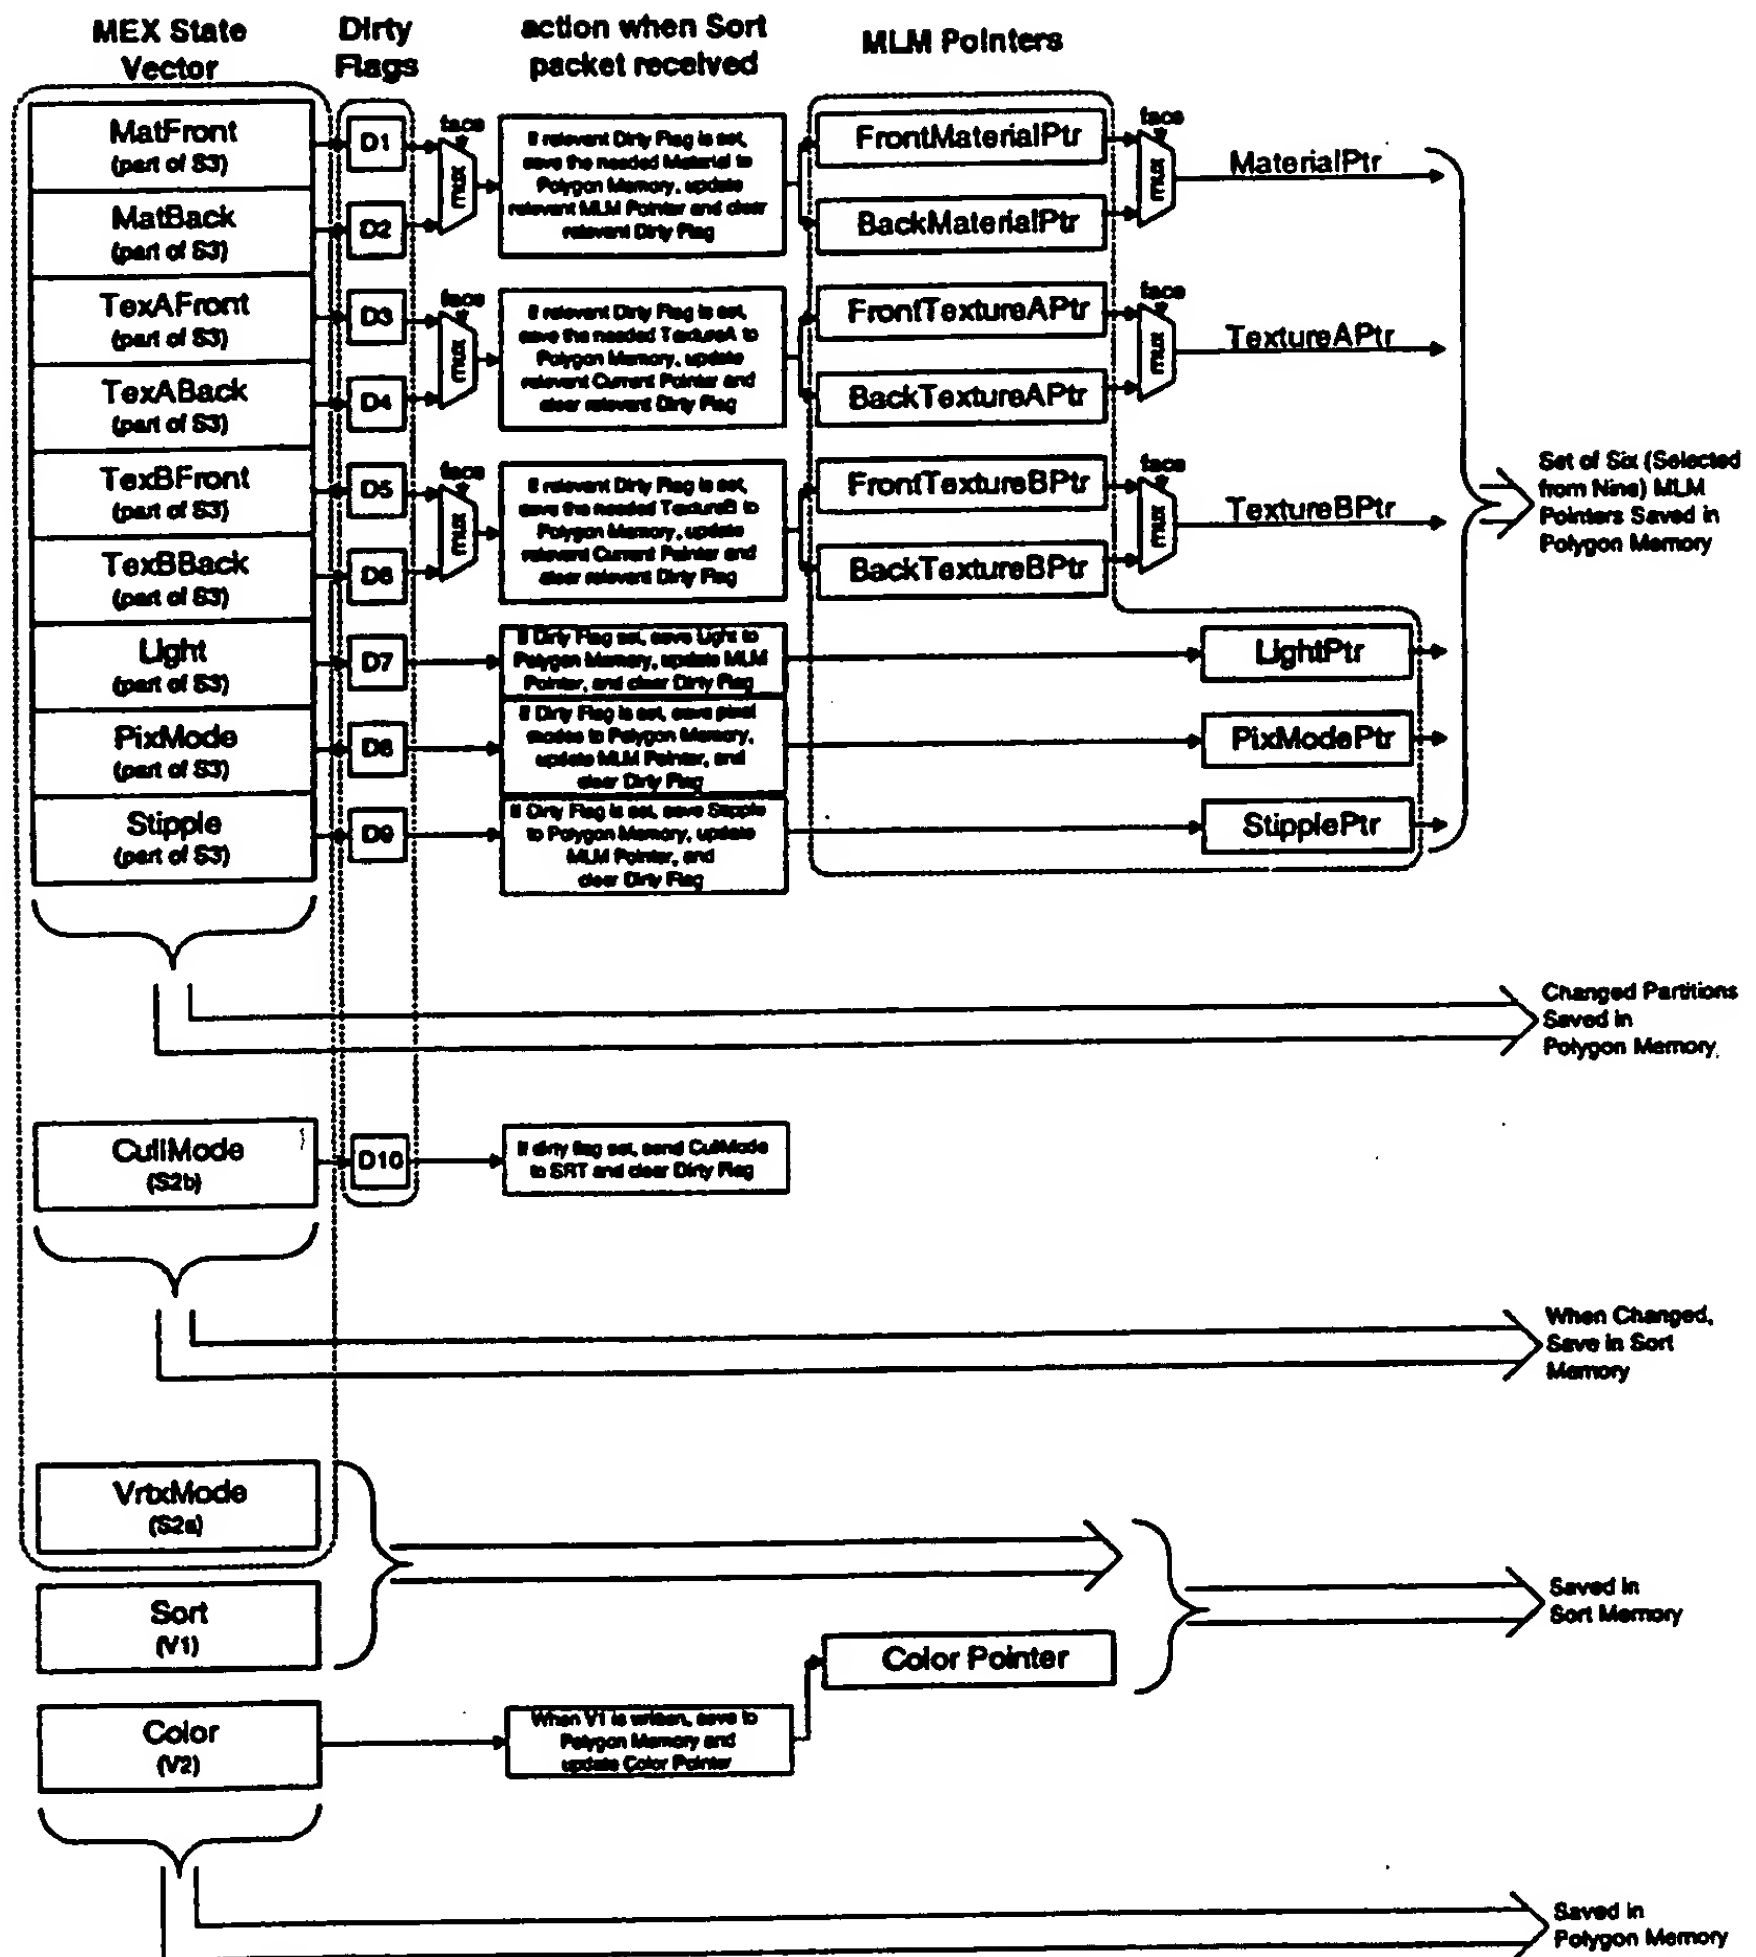 MEX State
Vector
Dirty
Flags
action when Sort
packet received
MLM Pointers
MatFront
(part of S3)
D1
face
mux
If relevant Dirty Flag is set,
save the needed Material to
Polygon Memory, update
relevant MLM Pointer and clear
relevant Dirty Flag
FrontMaterialPtr
face
mux
MaterialPtr
MatBack
(part of S3)
D2
BackMaterialPtr
TexAFront
(part of S3)
D3
face
mux
If relevant Dirty Flag is set,
save the needed TextureA to
Polygon Memory, update
relevant Current Pointer and
clear relevant Dirty Flag
FrontTextureAPtr
face
mux
TextureAPtr
TexABack
(part of S3)
D4
BackTextureAPtr
TexBFront
(part of S3)
D5
face
mux
If relevant Dirty Flag is set,
save the needed TextureB to
Polygon Memory, update
relevant Current Pointer and
clear relevant Dirty Flag
FrontTextureBPtr
face
mux
TextureBPtr
TexBBack
(part of S3)
D6
BackTextureBPtr
Set of Six (Selected
from Nine) MLM
Pointers Saved in
Polygon Memory
Light
(part of S3)
D7
If Dirty Flag set, save Light to
Polygon Memory, update MLM
Pointer, and clear Dirty Flag
LightPtr
PixMode
(part of S3)
D8
If Dirty Flag is set, save pixel
modes to Polygon Memory,
update MLM Pointer, and
clear Dirty Flag
PixModePtr
Stipple
(part of S3)
D9
If Dirty Flag is set, save Stipple
to Polygon Memory, update
MLM Pointer, and
clear Dirty Flag
StipplePtr
Changed Partitions
Saved in
Polygon Memory
CullMode
(S2b)
D10
If dirty flag set, send CullMode
to SRT and clear Dirty Flag
When Changed,
Save in Sort
Memory
VrtxMode
(S2a)
Sort
(V1)
Saved in
Sort Memory
Color Pointer
Color
(V2)
When V1 is written, save to
Polygon Memory and
update Color Pointer
Saved in
Polygon Memory